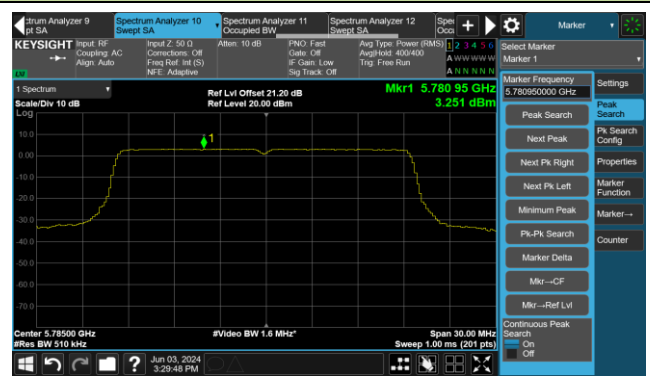 ctrum Analyzer 9
pt SA
Spectrum Analyzer 10
Swept SA
Spectrum Analyzer 11
Occupied BW
Spectrum Analyzer 12
Swept SA
Spec
Occu
+
Marker
KEYSIGHT
Input: RF
Coupling: AC
Align: Auto
Input Z: 50 Ω
Corrections: Off
Freq Ref: Int (S)
NFE: Adaptive
Atten: 10 dB
PNO: Fast
Gate: Off
IF Gain: Low
Sig Track: Off
Avg Type: Power (RMS)
Avg|Hold: 400/400
Trig: Free Run
1 2 3 4 5 6
A W W W W W
A N N N N N
LXI
Select Marker
Marker 1
1 Spectrum
Scale/Div 10 dB
Log
Ref Lvl Offset 21.20 dB
Ref Level 20.00 dBm
Mkr1 5.780 95 GHz
3.251 dBm
10.0
0.00
-10.0
-20.0
-30.0
-40.0
-50.0
-60.0
-70.0
1
Center 5.78500 GHz
#Res BW 510 kHz
#Video BW 1.6 MHz*
Span 30.00 MHz
Sweep 1.00 ms (201 pts)
Marker Frequency
5.780950000 GHz
Peak Search
Next Peak
Next Pk Right
Next Pk Left
Minimum Peak
Pk-Pk Search
Marker Delta
Mkr→CF
Mkr→Ref Lvl
Continuous Peak
Search
On
Off
Settings
Peak
Search
Pk Search
Config
Properties
Marker
Function
Marker→
Counter
?
Jun 03, 2024
3:29:48 PM